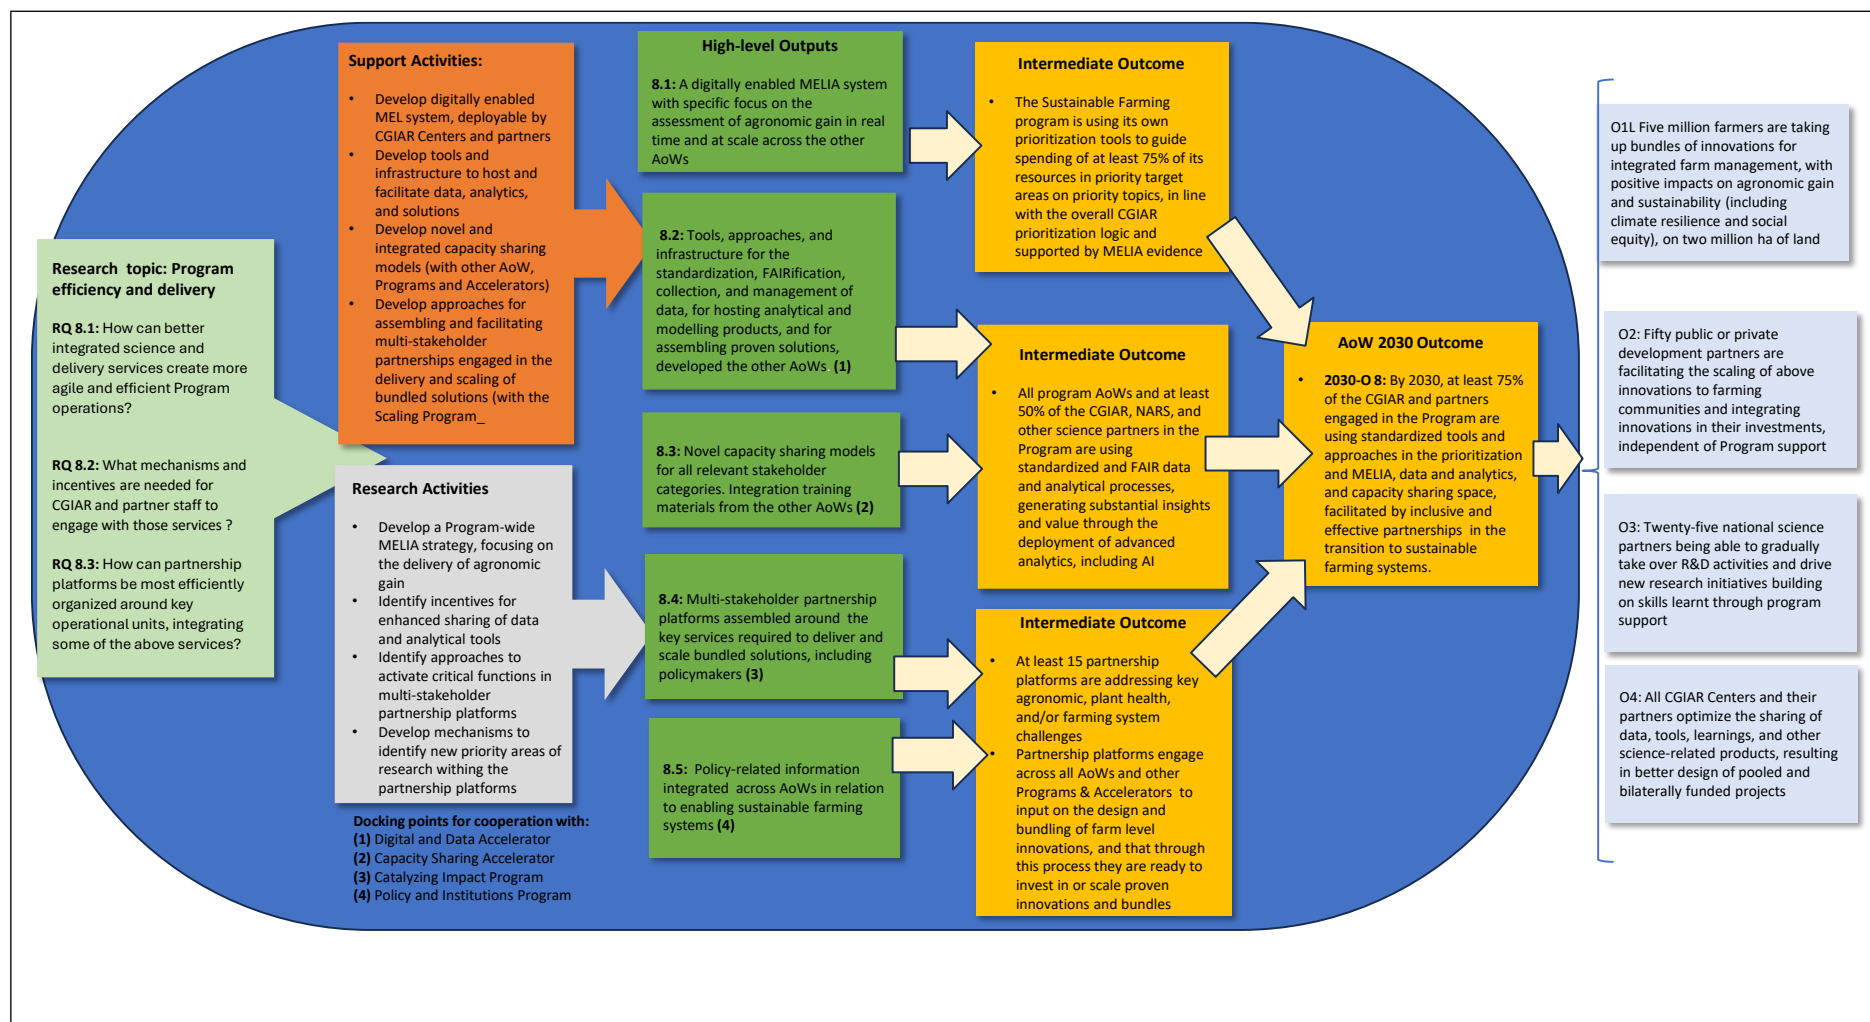 Research  topic: Program
efficiency and delivery
RQ 8.1: How can better
integrated science and
delivery services create more
agile and efficient Program
operations?
RQ 8.2: What mechanisms and
incentives are needed for
CGIAR and partner staff to
engage with those services ?
RQ 8.3: How can partnership
platforms be most efficiently
organized around key
operational units, integrating
some of the above services?
Support Activities:
• Develop digitally enabled
MEL system, deployable by
CGIAR Centers and partners
• Develop tools and
infrastructure to host and
facilitate data, analytics,
and solutions
• Develop novel and
integrated capacity sharing
models (with other AoW,
Programs and Accelerators)
• Develop approaches for
assembling and facilitating
multi-stakeholder
partnerships engaged in the
delivery and scaling of
bundled solutions (with the
Scaling Program_
Research Activities
• Develop a Program-wide
MELIA strategy, focusing on
the delivery of agronomic
gain
• Identify incentives for
enhanced sharing of data
and analytical tools
• Identify approaches to
activate critical functions in
multi-stakeholder
partnership platforms
• Develop mechanisms to
identify new priority areas of
research withing the
partnership platforms
Docking points for cooperation with:
(1) Digital and Data Accelerator
(2) Capacity Sharing Accelerator
(3) Catalyzing Impact Program
(4) Policy and Institutions Program
High-level Outputs
8.1: A digitally enabled MELIA system
with specific focus on the
assessment of agronomic gain in real
time and at scale across the other
AoWs
8.2: Tools, approaches, and
infrastructure for the
standardization, FAIRification,
collection, and management of
data, for hosting analytical and
modelling products, and for
assembling proven solutions,
developed the other AoWs. (1)
8.3: Novel capacity sharing models
for all relevant stakeholder
categories. Integration training
materials from the other AoWs (2)
8.4: Multi-stakeholder partnership
platforms assembled around  the
key services required to deliver and
scale bundled solutions, including
policymakers (3)
8.5:  Policy-related information
integrated  across AoWs in relation
to enabling sustainable farming
systems (4)
Intermediate Outcome
• The Sustainable Farming
program is using its own
prioritization tools to guide
spending of at least 75% of its
resources in priority target
areas on priority topics, in line
with the overall CGIAR
prioritization logic and
supported by MELIA evidence
Intermediate Outcome
• All program AoWs and at least
50% of the CGIAR, NARS, and
other science partners in the
Program are using
standardized and FAIR data
and analytical processes,
generating substantial insights
and value through the
deployment of advanced
analytics, including AI
Intermediate Outcome
• At least 15 partnership
platforms are addressing key
agronomic, plant health,
and/or farming system
challenges
• Partnership platforms engage
across all AoWs and other
Programs & Accelerators  to
input on the design and
bundling of farm level
innovations, and that through
this process they are ready to
invest in or scale proven
innovations and bundles
AoW 2030 Outcome
• 2030-O 8: By 2030, at least 75%
of the CGIAR and partners
engaged in the Program are
using standardized tools and
approaches in the prioritization
and MELIA, data and analytics,
and capacity sharing space,
facilitated by inclusive and
effective partnerships  in the
transition to sustainable
farming systems.
O1L Five million farmers are taking
up bundles of innovations for
integrated farm management, with
positive impacts on agronomic gain
and sustainability (including
climate resilience and social
equity), on two million ha of land
O2: Fifty public or private
development partners are
facilitating the scaling of above
innovations to farming
communities and integrating
innovations in their investments,
independent of Program support
O3: Twenty-five national science
partners being able to gradually
take over R&D activities and drive
new research initiatives building
on skills learnt through program
support
O4: All CGIAR Centers and their
partners optimize the sharing of
data, tools, learnings, and other
science-related products, resulting
in better design of pooled and
bilaterally funded projects